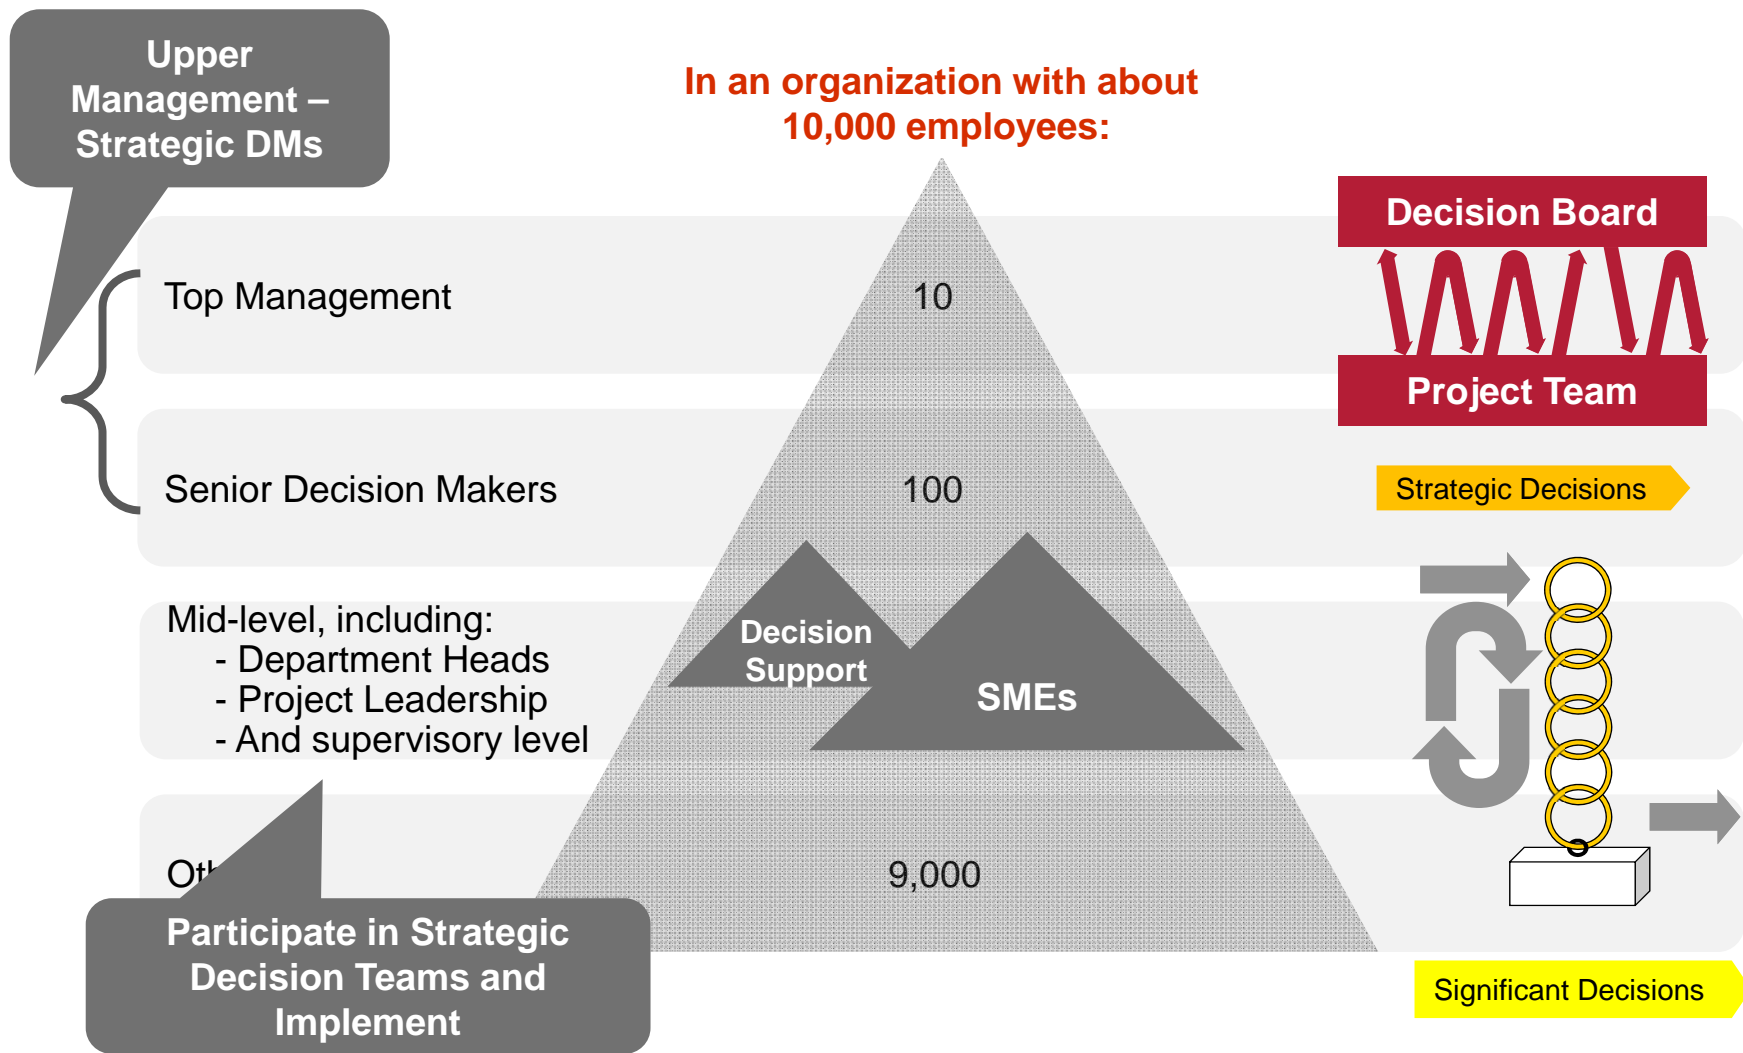 Upper
Management –
Strategic DMs
In an organization with about
10,000 employees:
Decision Board
Top Management
10
Project Team
Senior Decision Makers
100
Strategic Decisions
Mid-level, including:
- Department Heads
- Project Leadership
- And supervisory level
Decision
Support
SMEs
9,000
Participate in Strategic
Decision Teams and
Implement
Significant Decisions